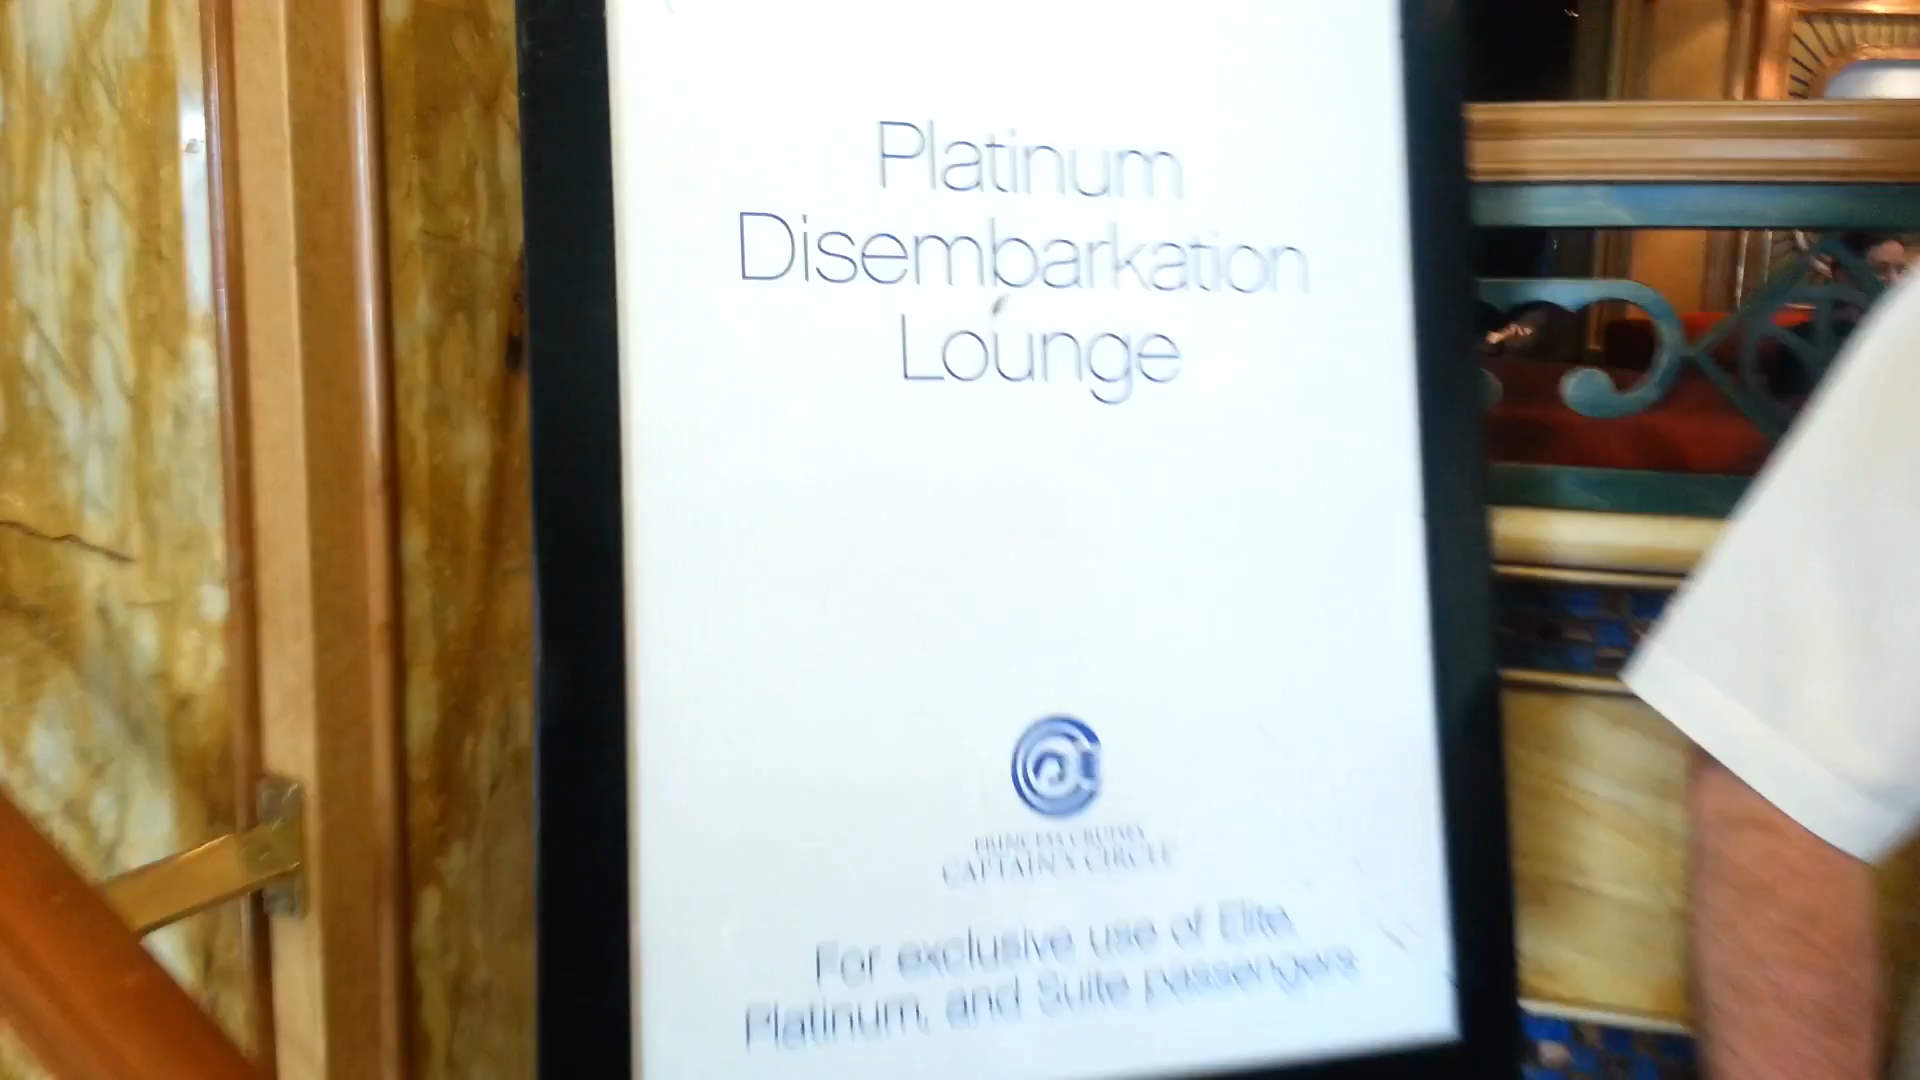 Platinum
Disembarkation
Lounge
PRINCESS CRUISES
CAPTAIN'S CIRCLE
For exclusive use of Elite,
Platinum, and Suite passengers